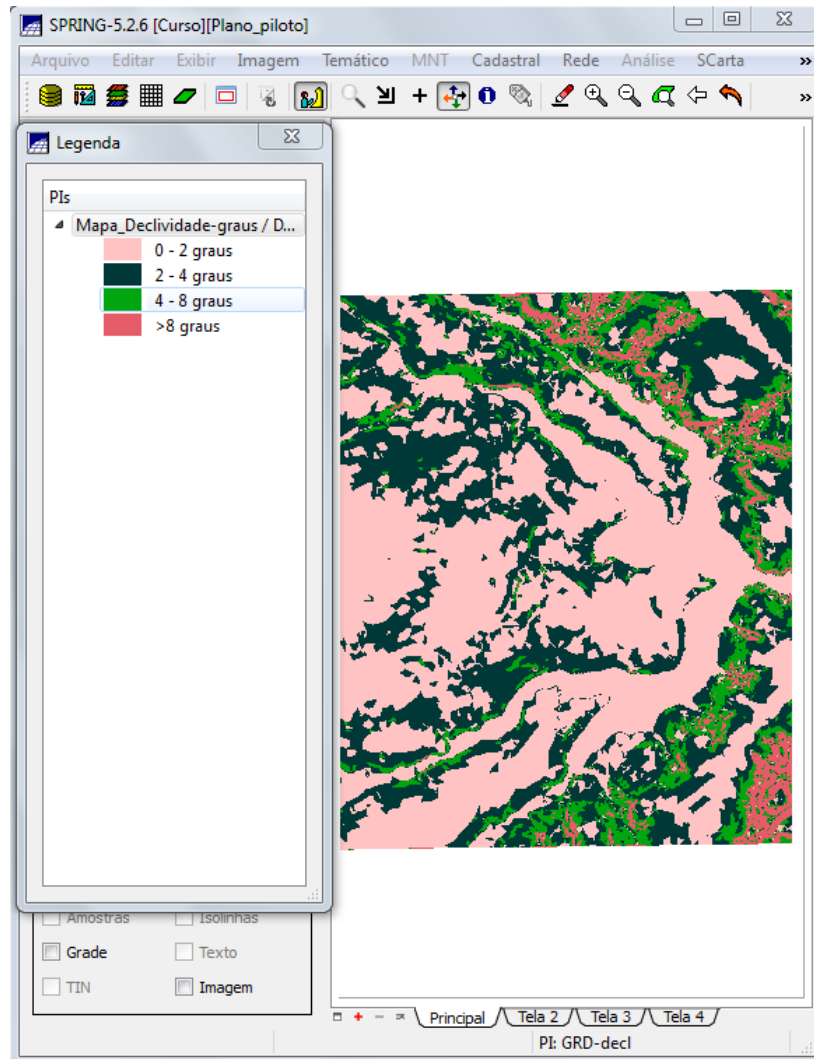 SPRING-5.2.6 [Curso][Plano_piloto]
Arquivo Editar Exibir Imagem Temático MNT Cadastral Rede Análise SCarta »
»
Legenda
PIs
Mapa_Declividade-graus / D...
0 - 2 graus
2 - 4 graus
4 - 8 graus
>8 graus
Amostras Isolinhas
Grade Texto
TIN Imagem
Principal Tela 2 Tela 3 Tela 4
PI: GRD-decl